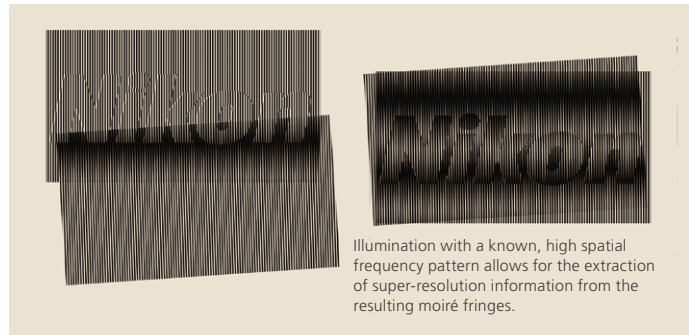 Nikon
Nikon
Illumination with a known, high spatial
frequency pattern allows for the extraction
of super-resolution information from the
resulting moiré fringes.